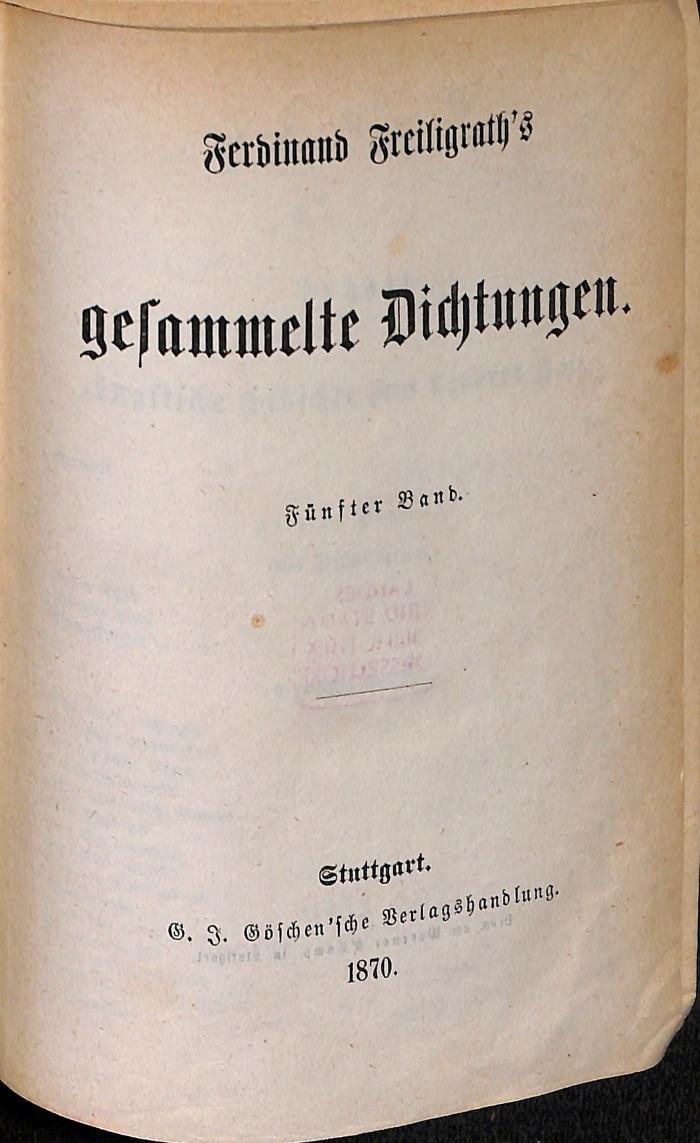 Ferdinand Freiligrath's
gesammelte Dichtungen.
Fünfter Band.
Stuttgart.
G. J. Göschen'sche Verlagshandlung.
1870.